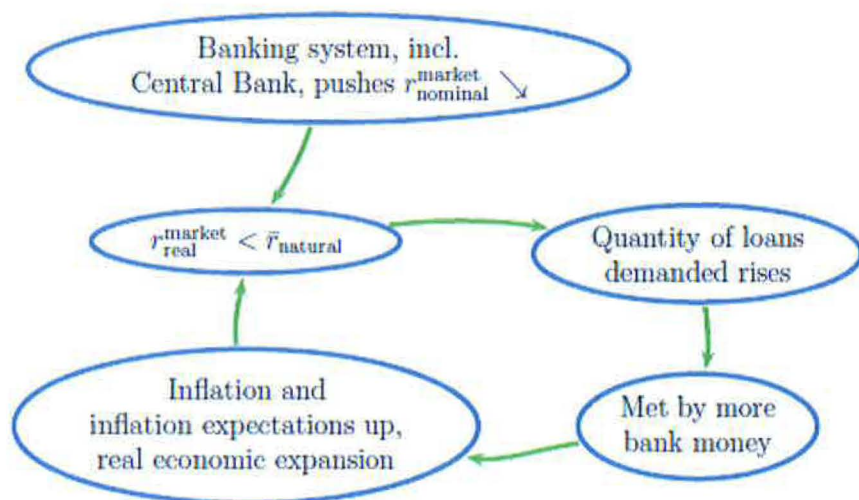 Banking system, incl.
Central Bank, pushes r^market_nominal ↘
r^market_real < r̄_natural
Quantity of loans
demanded rises
Met by more
bank money
Inflation and
inflation expectations up,
real economic expansion